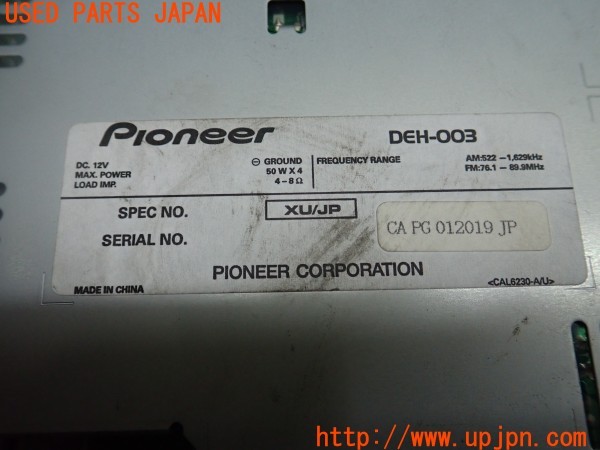 USED PARTS JAPAN
Pioneer DEH-003
DC. 12V ⊖ GROUND FREQUENCY RANGE AM:522 – 1,629kHz
MAX. POWER 50 W X 4 FM:76.1 – 89.9MHz
LOAD IMP. 4 – 8 Ω
SPEC NO. XU/JP
SERIAL NO. CA PG 012019 JP
PIONEER CORPORATION
MADE IN CHINA <CAL6230-A/U>
UPJ
http://www.upjpn.com/